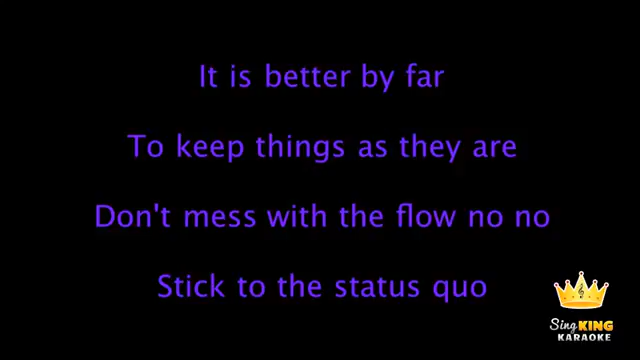 It is better by far
To keep things as they are
Don't mess with the flow no no
Stick to the status quo
Sing KING
KARAOKE